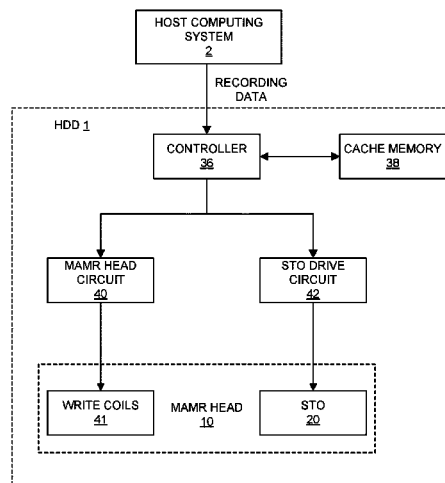 HOST COMPUTING
SYSTEM
2
RECORDING
DATA
HDD 1
CONTROLLER
36
CACHE MEMORY
38
MAMR HEAD
CIRCUIT
40
STO DRIVE
CIRCUIT
42
WRITE COILS
41
MAMR HEAD
10
STO
20